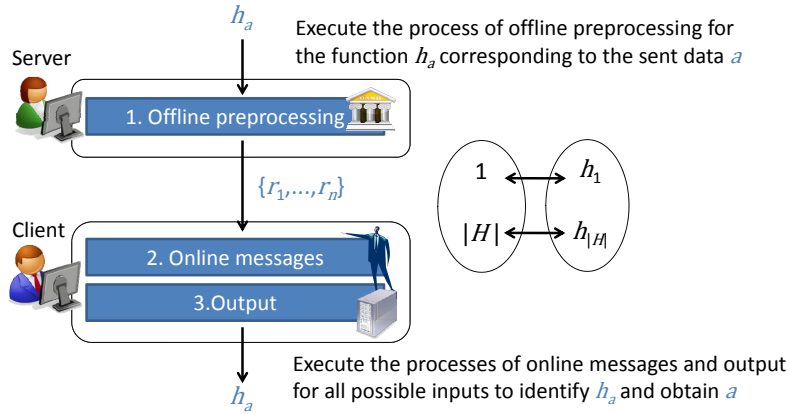 h_a
Execute the process of offline preprocessing for
the function h_a corresponding to the sent data a
Server
1. Offline preprocessing
{r_1,...,r_n}
1
h_1
|H|
h_|H|
Client
2. Online messages
3.Output
Execute the processes of online messages and output
for all possible inputs to identify h_a and obtain a
h_a